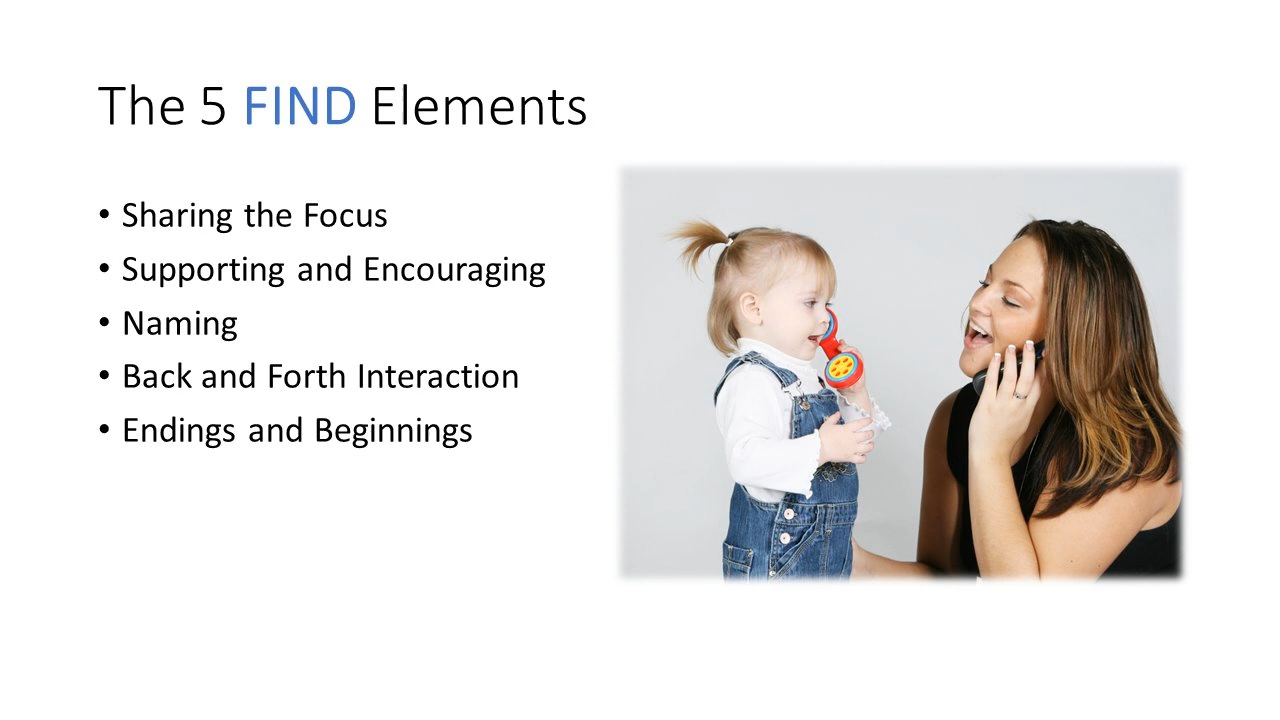 The 5 FIND Elements
• Sharing the Focus
• Supporting and Encouraging
• Naming
• Back and Forth Interaction
• Endings and Beginnings